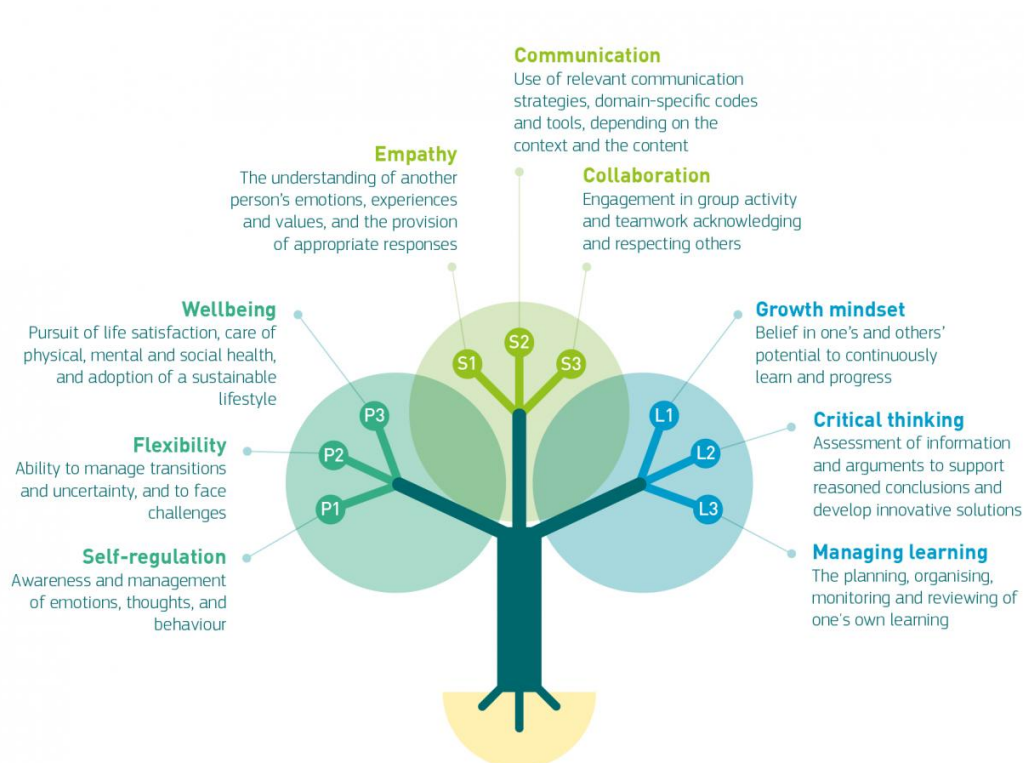 Communication
Use of relevant communication
strategies, domain-specific codes
and tools, depending on the
context and the content
Empathy
The understanding of another
person's emotions, experiences
and values, and the provision
of appropriate responses
Collaboration
Engagement in group activity
and teamwork acknowledging
and respecting others
Wellbeing
Pursuit of life satisfaction, care of
physical, mental and social health,
and adoption of a sustainable
lifestyle
Growth mindset
Belief in one's and others'
potential to continuously
learn and progress
S1
S2
S3
P3
P2
P1
L1
L2
L3
Flexibility
Ability to manage transitions
and uncertainty, and to face
challenges
Critical thinking
Assessment of information
and arguments to support
reasoned conclusions and
develop innovative solutions
Self-regulation
Awareness and management
of emotions, thoughts, and
behaviour
Managing learning
The planning, organising,
monitoring and reviewing of
one's own learning